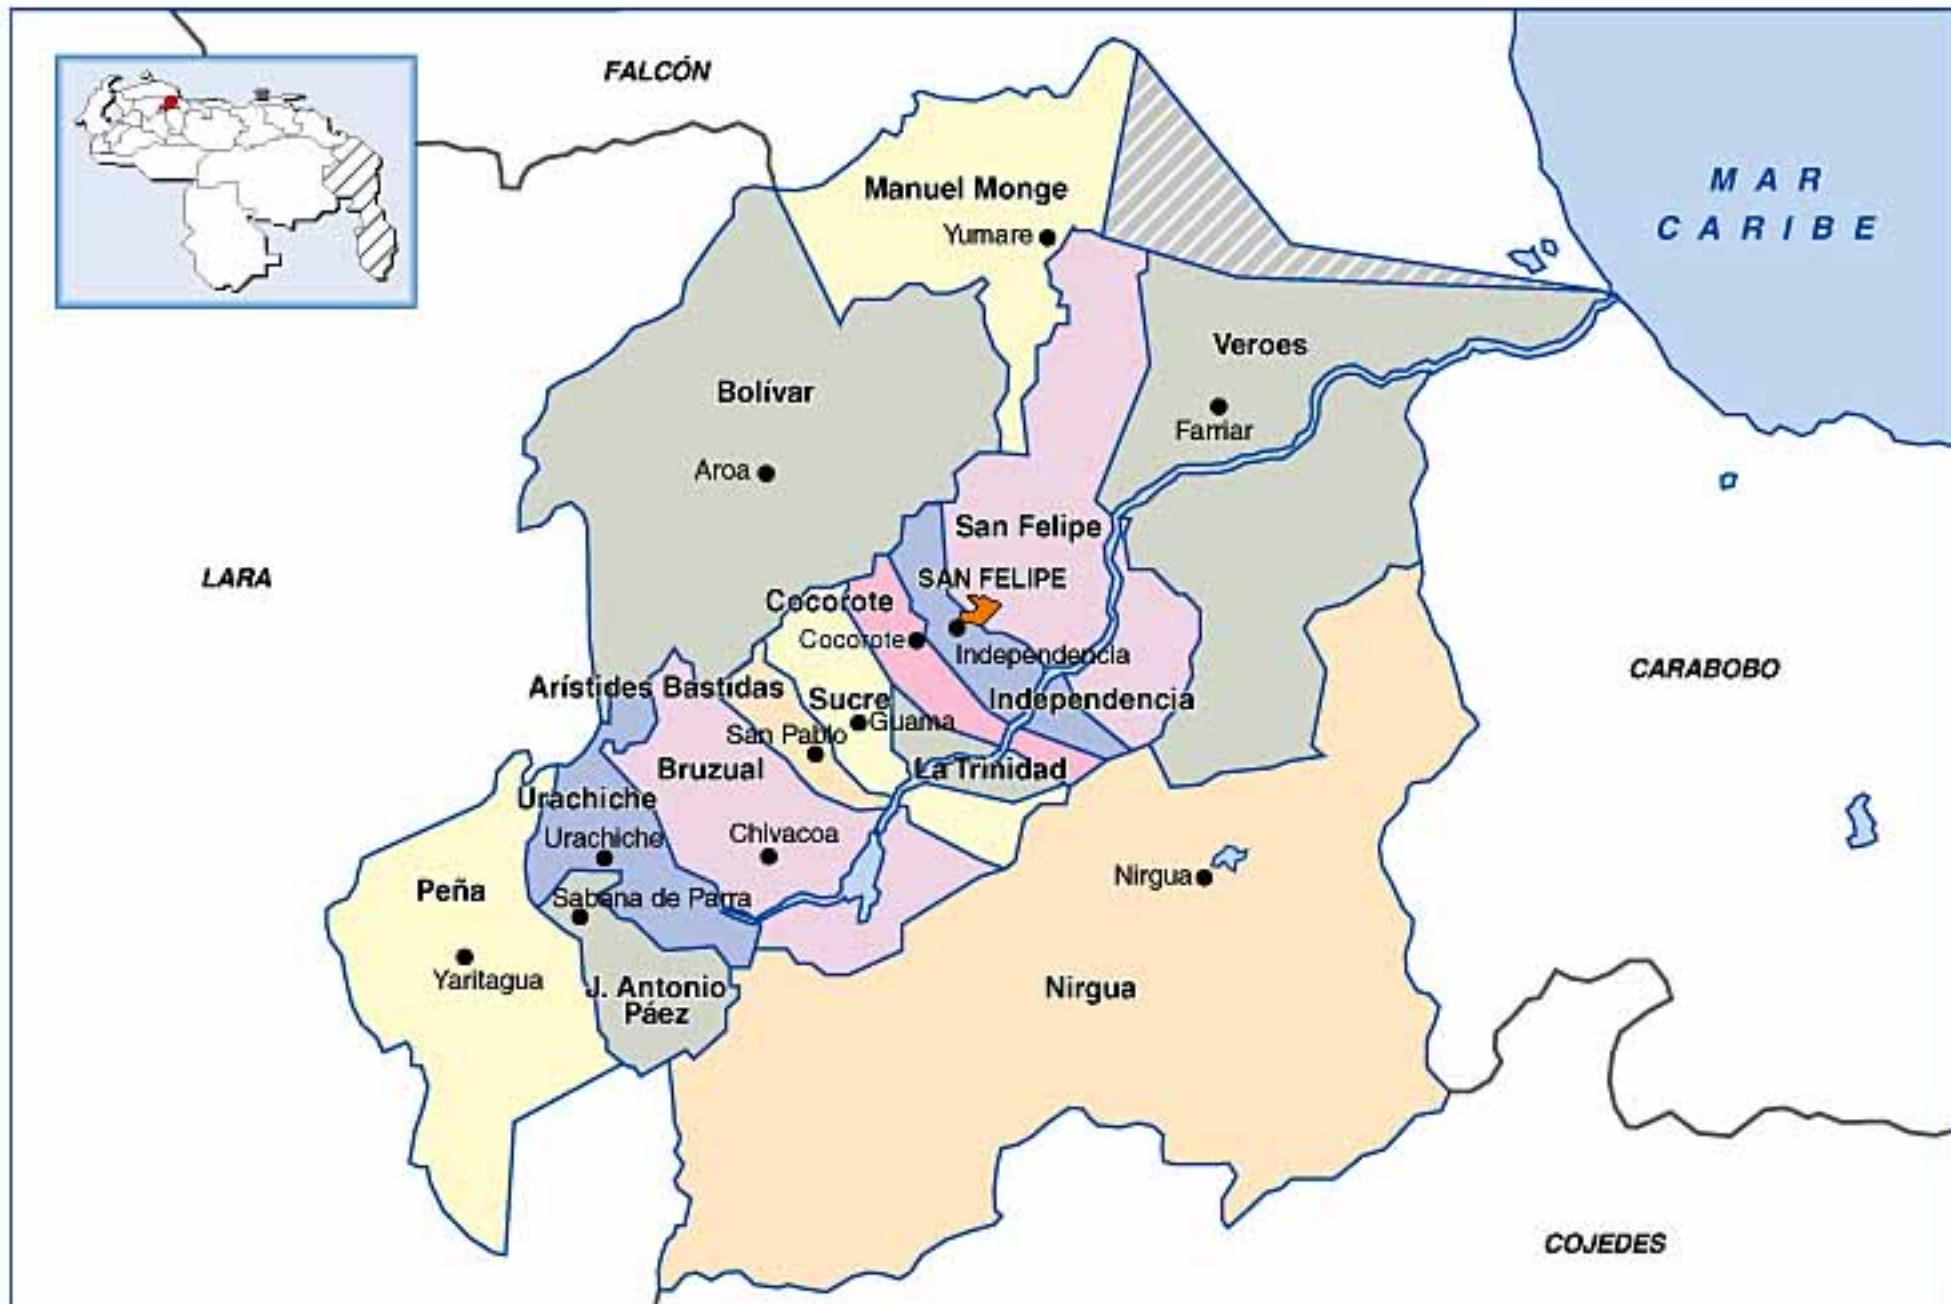 FALCÓN
MAR
CARIBE
Manuel Monge
Yumare
Veroes
Bolívar
Farriar
Aroa
San Felipe
LARA
SAN FELIPE
Cocorote
Cocorote
Independencia
CARABOBO
Arístides Bastidas
Sucre
Independencia
Guama
San Pablo
Bruzual
La Trinidad
Urachiche
Urachiche
Chivacoa
Nirgua
Peña
Sabana de Parra
Yaritagua
J. Antonio
Páez
Nirgua
COJEDES